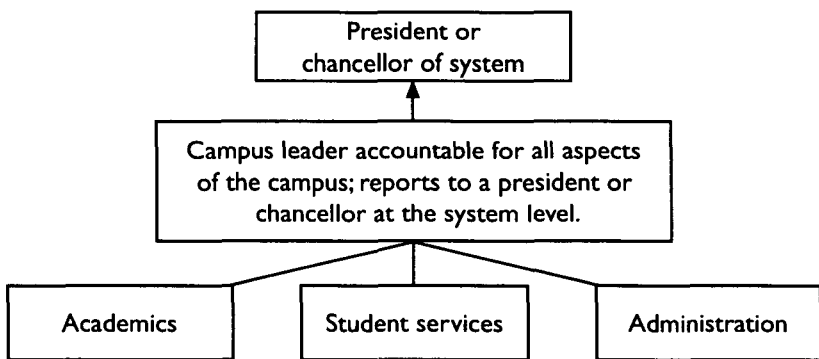 President or
chancellor of system
Campus leader accountable for all aspects
of the campus; reports to a president or
chancellor at the system level.
Academics
Student services
Administration